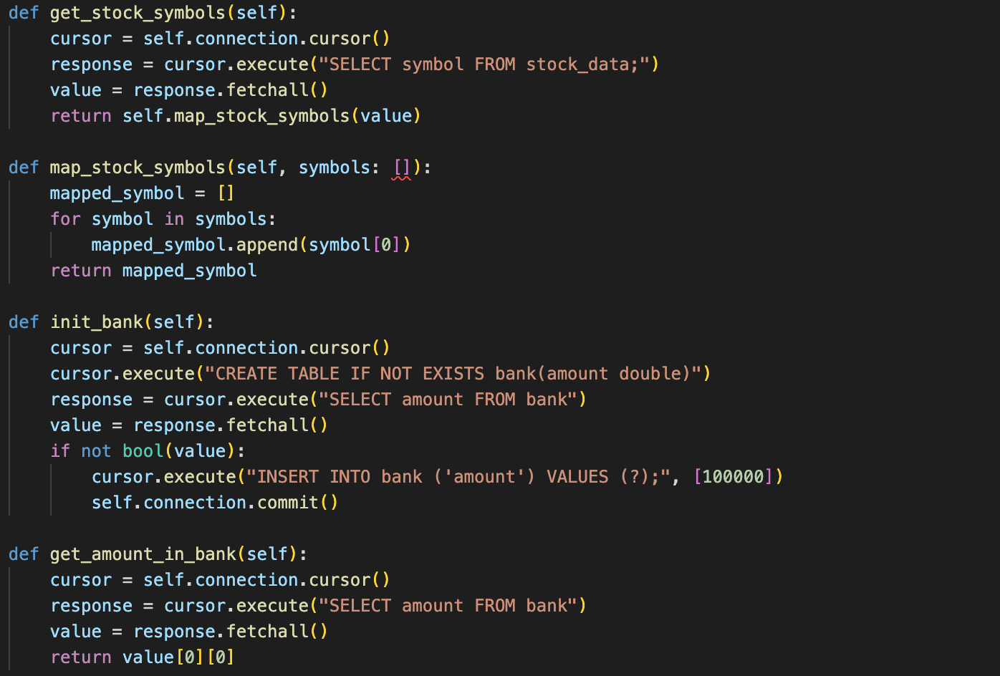 def get_stock_symbols(self):
    cursor = self.connection.cursor()
    response = cursor.execute("SELECT symbol FROM stock_data;")
    value = response.fetchall()
    return self.map_stock_symbols(value)

def map_stock_symbols(self, symbols: []):
    mapped_symbol = []
    for symbol in symbols:
        mapped_symbol.append(symbol[0])
    return mapped_symbol

def init_bank(self):
    cursor = self.connection.cursor()
    cursor.execute("CREATE TABLE IF NOT EXISTS bank(amount double)")
    response = cursor.execute("SELECT amount FROM bank")
    value = response.fetchall()
    if not bool(value):
        cursor.execute("INSERT INTO bank ('amount') VALUES (?);", [100000])
        self.connection.commit()

def get_amount_in_bank(self):
    cursor = self.connection.cursor()
    response = cursor.execute("SELECT amount FROM bank")
    value = response.fetchall()
    return value[0][0]